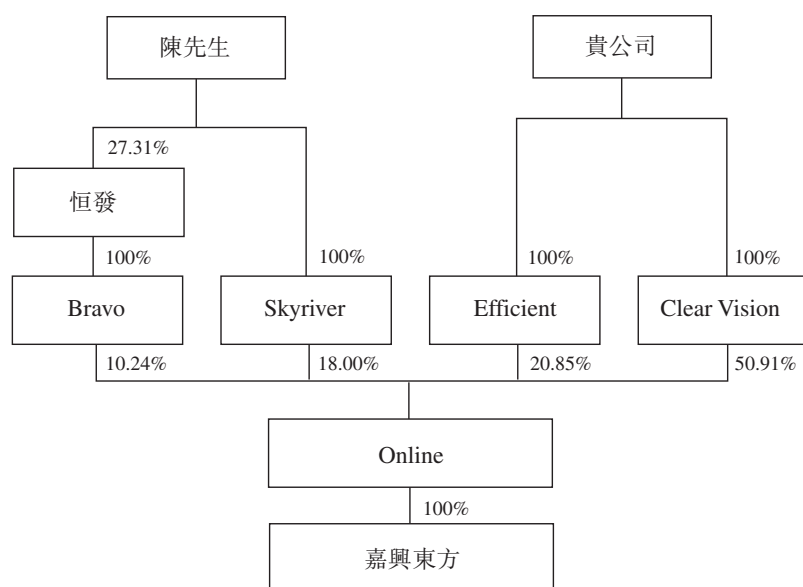 陳先生
貴公司
27.31%
恒發
100%
100%
100%
100%
Bravo
Skyriver
Efficient
Clear Vision
10.24%
18.00%
20.85%
50.91%
Online
100%
嘉興東方